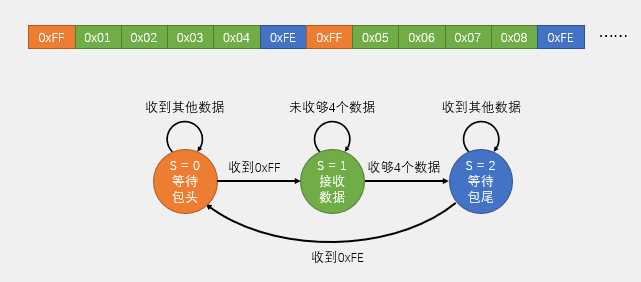 0xFF 0x01 0x02 0x03 0x04 0xFE 0xFF 0x05 0x06 0x07 0x08 0xFE ……
收到其他数据 未收够4个数据 收到其他数据
S = 0
等待
包头
收到0xFF
S = 1
接收
数据
收够4个数据
S = 2
等待
包尾
收到0xFE